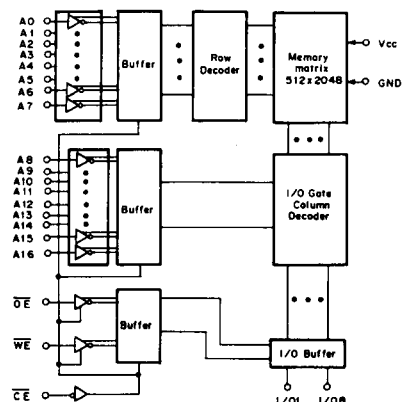 A0
A1
A2
A3
A4
A5
A6
A7
Buffer
Row
Decoder
Memory
matrix
512x2048
Vcc
GND
A8
A9
A10
A11
A12
A13
A14
A15
A16
Buffer
I/O Gate
Column
Decoder
OE
WE
CE
Buffer
I/O Buffer
I/O1 I/O8